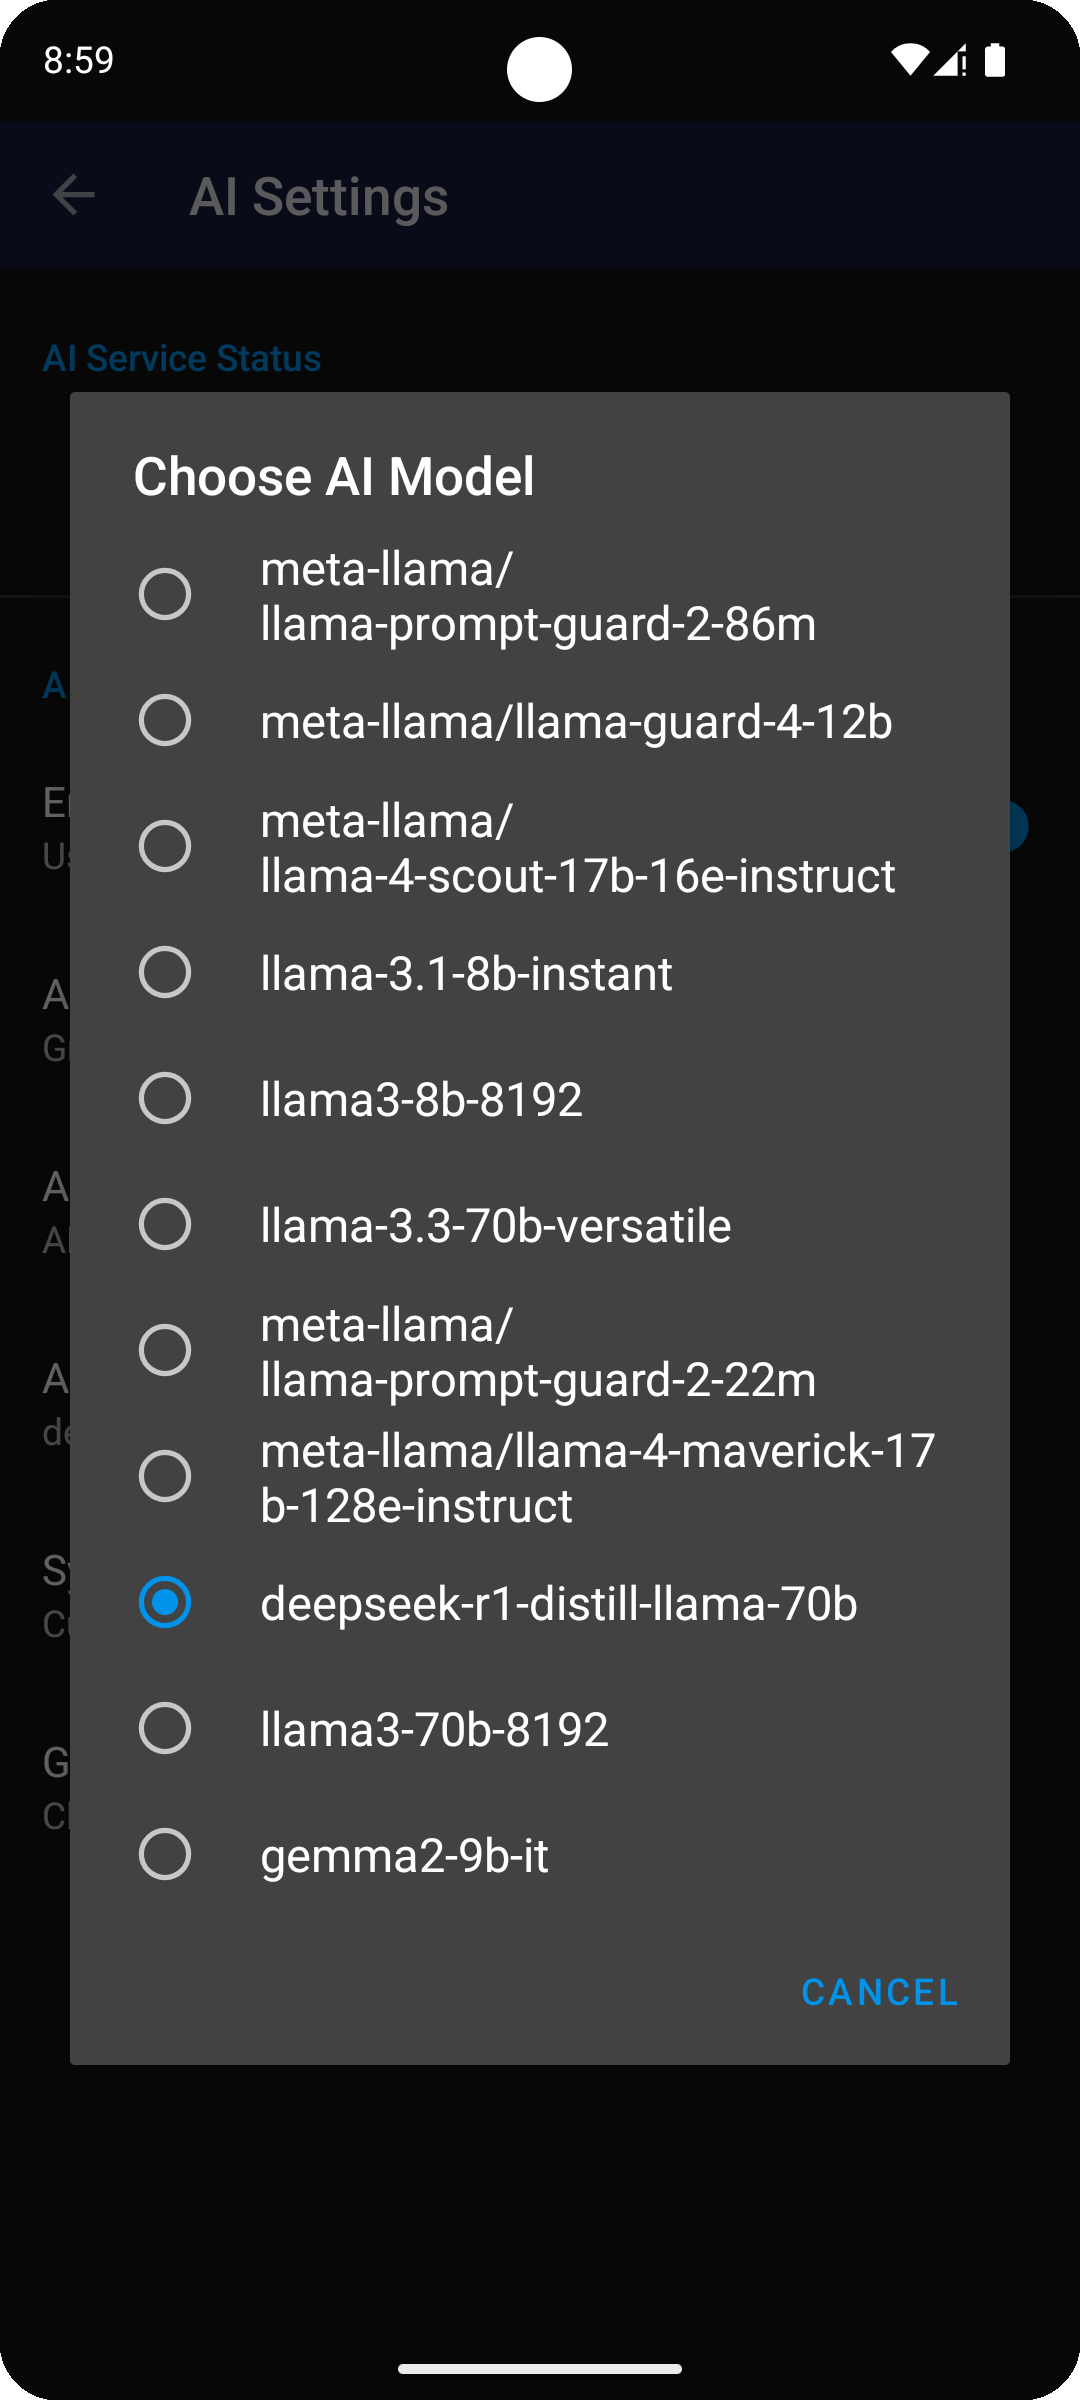 8:59
AI Settings
AI Service Status
Choose AI Model
meta-llama/
llama-prompt-guard-2-86m
meta-llama/llama-guard-4-12b
meta-llama/
llama-4-scout-17b-16e-instruct
llama-3.1-8b-instant
llama3-8b-8192
llama-3.3-70b-versatile
meta-llama/
llama-prompt-guard-2-22m
meta-llama/llama-4-maverick-17
b-128e-instruct
deepseek-r1-distill-llama-70b
llama3-70b-8192
gemma2-9b-it
CANCEL